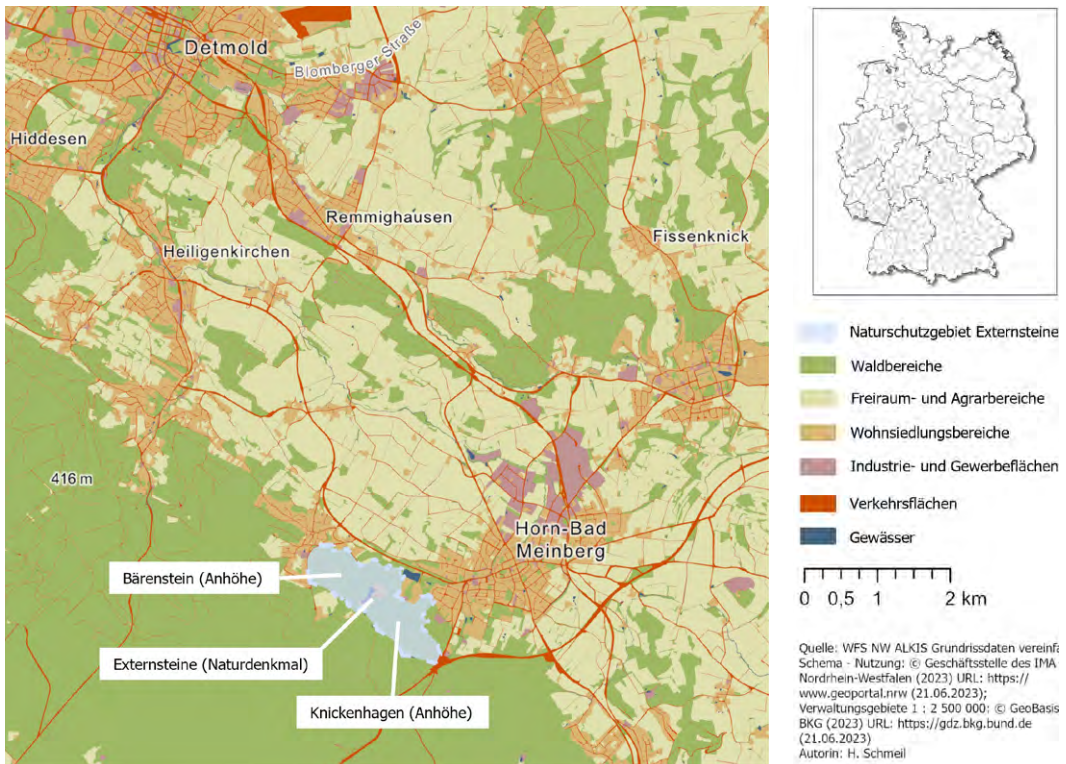 Detmold
Blomberger Straße
Hiddesen
Remmighausen
Fissenknick
Heiligenkirchen
416 m
Horn-Bad
Meinberg
Bärenstein (Anhöhe)
Externsteine (Naturdenkmal)
Knickenhagen (Anhöhe)
Naturschutzgebiet Externsteine
Waldbereiche
Freiraum- und Agrarbereiche
Wohnsiedlungsbereiche
Industrie- und Gewerbeflächen
Verkehrsflächen
Gewässer
0 0,5 1 2 km
Quelle: WFS NW ALKIS Grundrissdaten vereinfa
Schema - Nutzung: © Geschäftsstelle des IMA
Nordrhein-Westfalen (2023) URL: https://
www.geoportal.nrw (21.06.2023);
Verwaltungsgebiete 1 : 2 500 000: © GeoBasis
BKG (2023) URL: https://gdz.bkg.bund.de
(21.06.2023)
Autorin: H. Schmeil